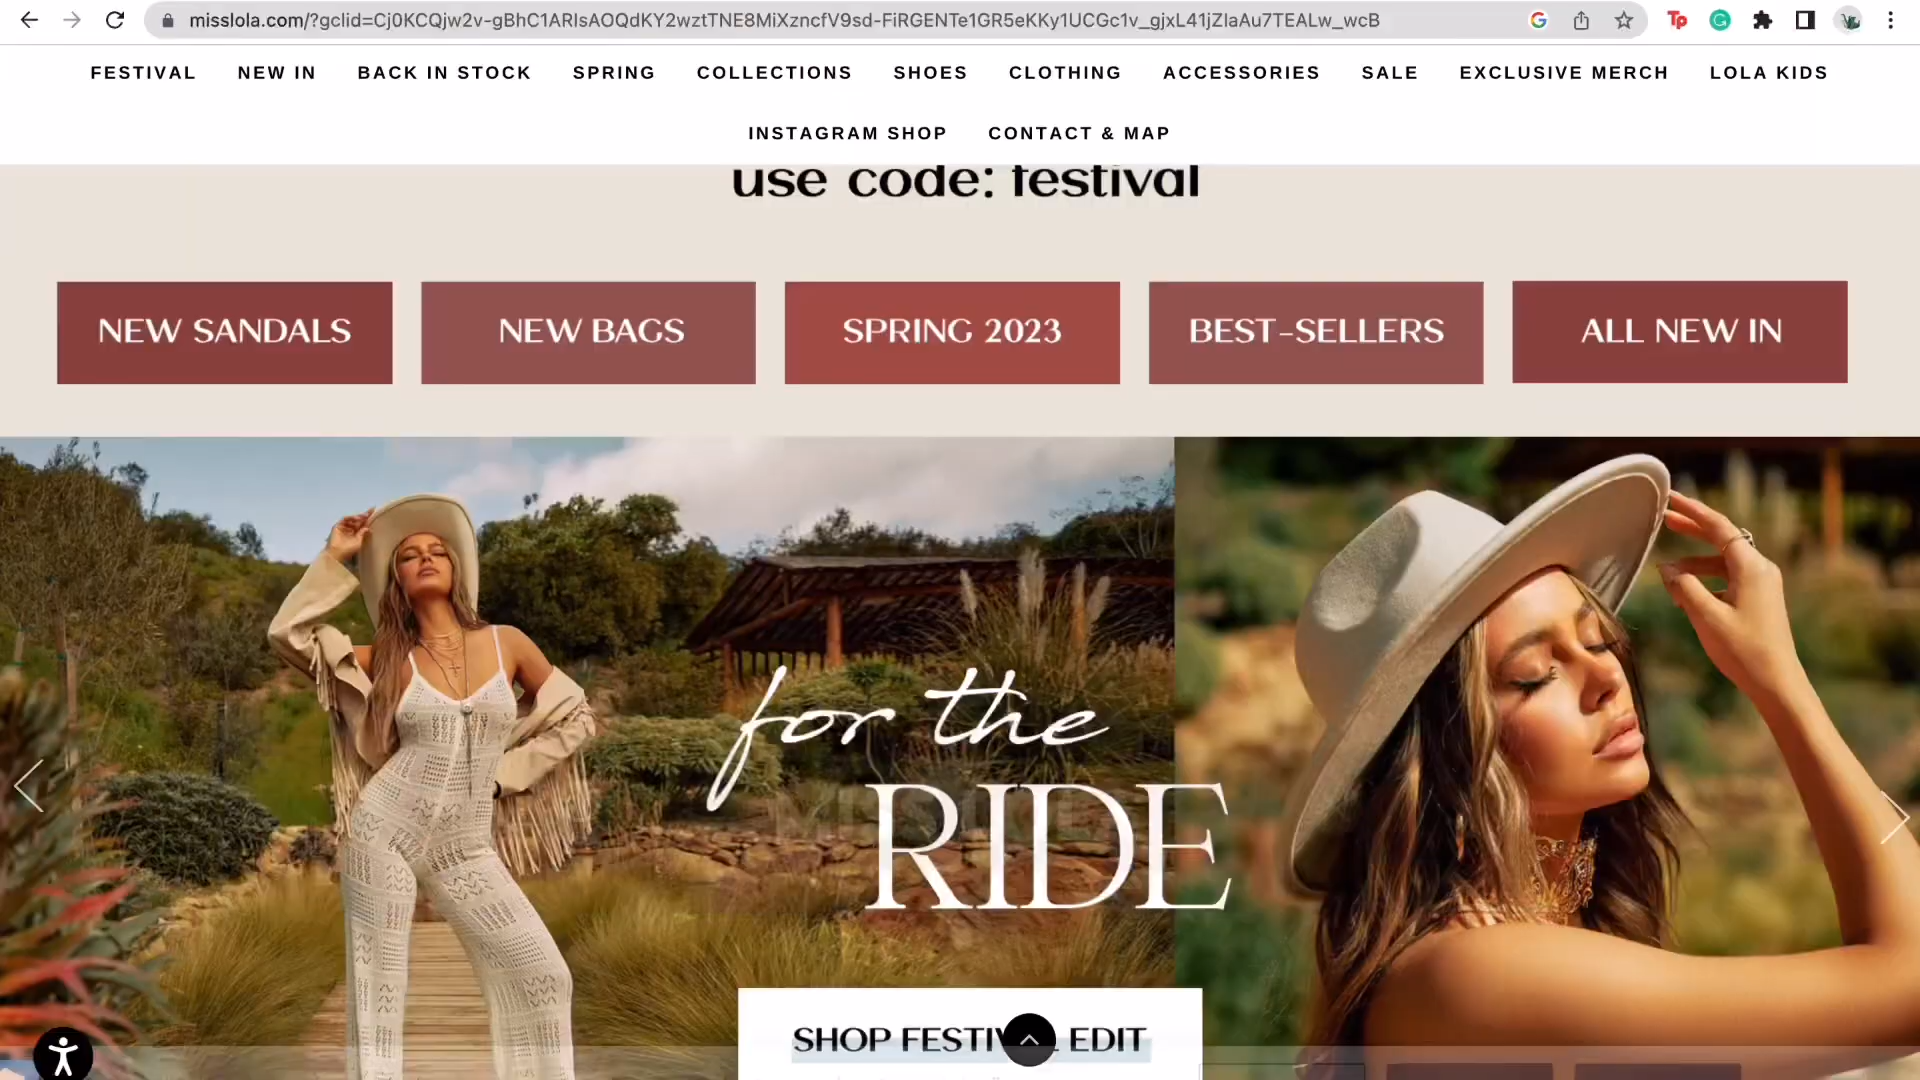 misslola.com/?gclid=Cj0KCQjw2v-gBhC1ARIsAOQdKY2wztTNE8MiXzncfV9sd-FiRGENTe1GR5eKKy1UCGc1v_gjxL41jZlaAu7TEALw_wcB
FESTIVAL NEW IN BACK IN STOCK SPRING COLLECTIONS SHOES CLOTHING ACCESSORIES SALE EXCLUSIVE MERCH LOLA KIDS
INSTAGRAM SHOP CONTACT & MAP
use code: festival
NEW SANDALS NEW BAGS SPRING 2023 BEST-SELLERS ALL NEW IN
for the
RIDE
SHOP FESTIVAL EDIT